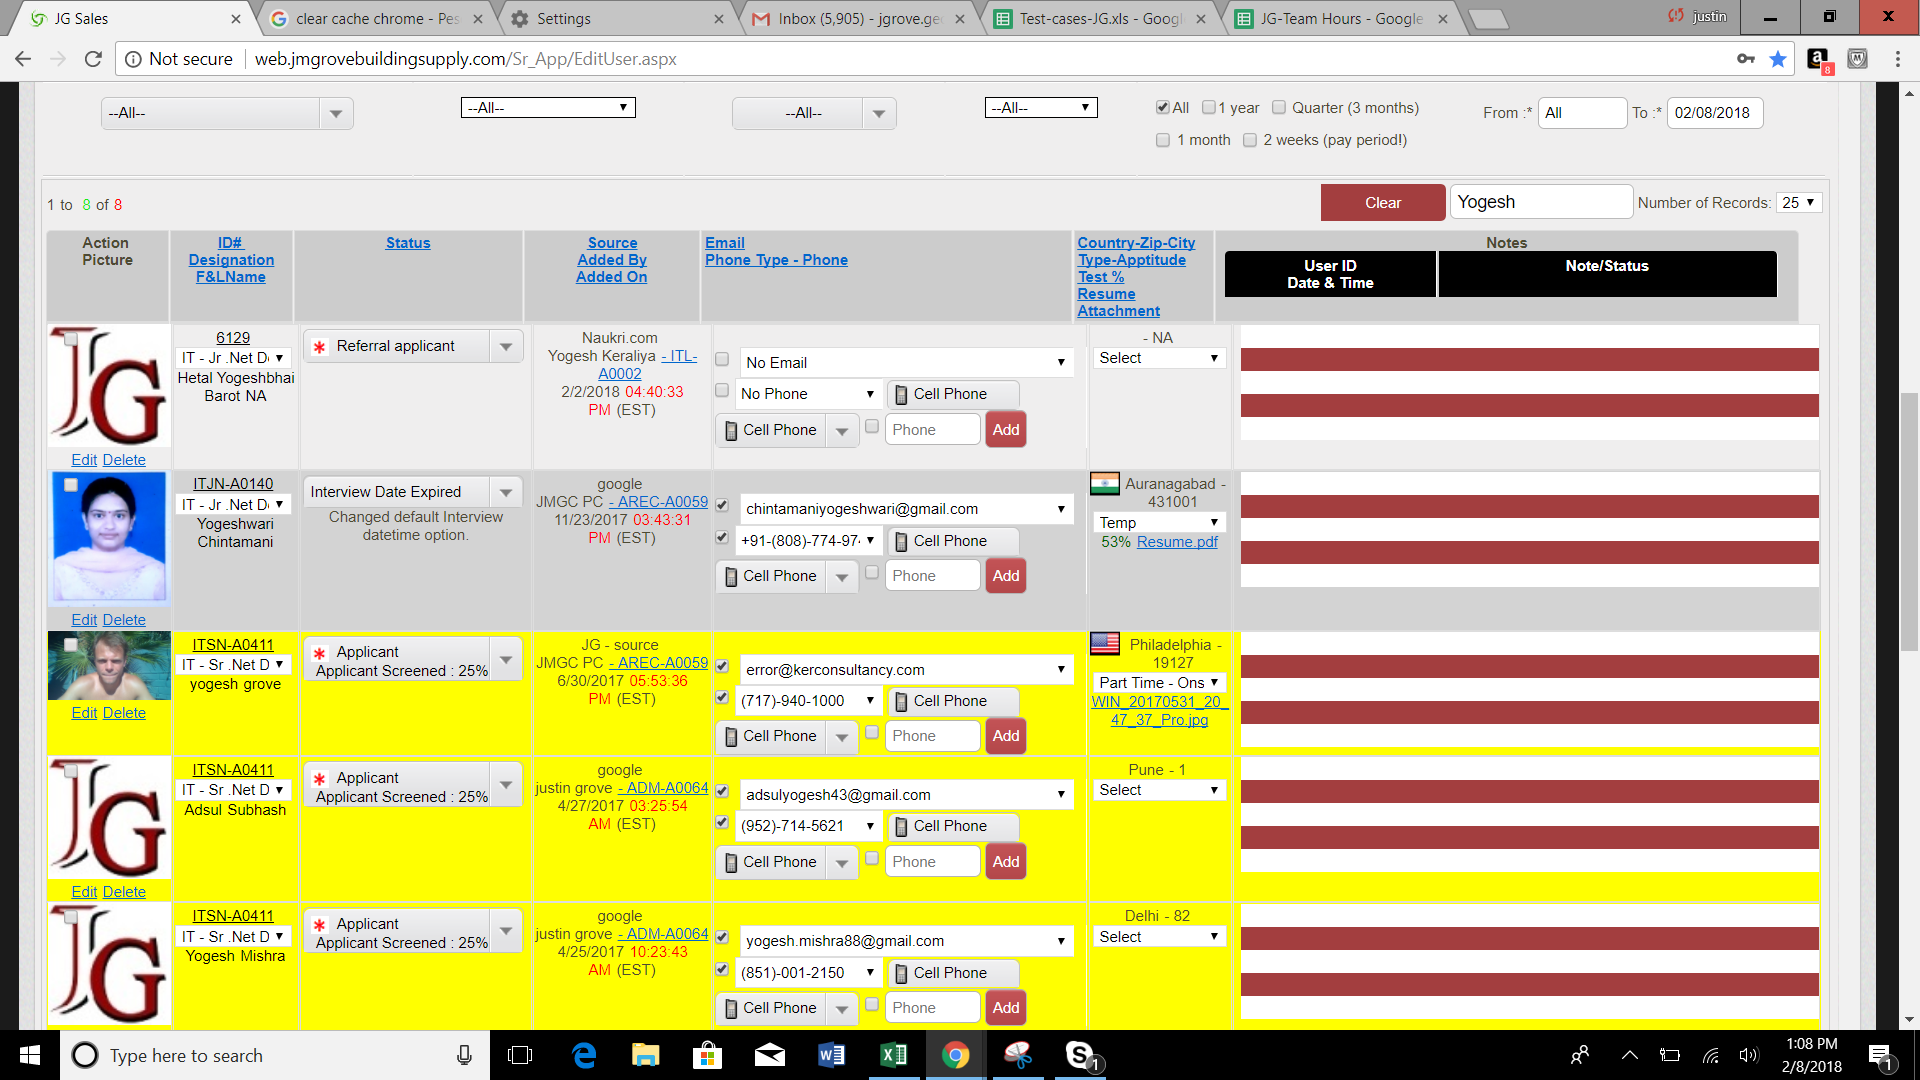 JG Sales
clear cache chrome - Pes
Settings
Inbox (5,905) - jgrove.ge
Test-cases-JG.xls - Google
JG-Team Hours - Google
justin
Not secure
web.jmgrovebuildingsupply.com/Sr_App/EditUser.aspx
8
--All--
--All--
--All--
--All--
All
1 year
Quarter (3 months)
1 month
2 weeks (pay period!)
From :*
All
To :*
02/08/2018
1 to 8 of 8
Clear
Yogesh
Number of Records:
25
Action
Picture
ID#
Designation
F&LName
Status
Source
Added By
Added On
Email
Phone Type - Phone
Country-Zip-City
Type-Apptitude
Test %
Resume
Attachment
Notes
User ID
Date & Time
Note/Status
JG
Edit Delete
6129
IT - Jr .Net D
Hetal Yogeshbhai
Barot NA
Referral applicant
Naukri.com
Yogesh Keraliya - ITL-
A0002
2/2/2018 04:40:33
PM (EST)
No Email
No Phone
Cell Phone
Cell Phone
Phone
Add
- NA
Select
Edit Delete
ITJN-A0140
IT - Jr .Net D
Yogeshwari
Chintamani
Interview Date Expired
Changed default Interview
datetime option.
google
JMGC PC - AREC-A0059
11/23/2017 03:43:31
PM (EST)
chintamaniyogeshwari@gmail.com
+91-(808)-774-97
Cell Phone
Cell Phone
Phone
Add
Auranagabad -
431001
Temp
53% Resume.pdf
Edit Delete
ITSN-A0411
IT - Sr .Net D
yogesh grove
Applicant
Applicant Screened : 25%
JG - source
JMGC PC - AREC-A0059
6/30/2017 05:53:36
PM (EST)
error@kerconsultancy.com
(717)-940-1000
Cell Phone
Cell Phone
Phone
Add
Philadelphia -
19127
Part Time - Ons
WIN_20170531_20_
47_37_Pro.jpg
JG
Edit Delete
ITSN-A0411
IT - Sr .Net D
Adsul Subhash
Applicant
Applicant Screened : 25%
google
justin grove - ADM-A0064
4/27/2017 03:25:54
AM (EST)
adsulyogesh43@gmail.com
(952)-714-5621
Cell Phone
Cell Phone
Phone
Add
Pune - 1
Select
JG
ITSN-A0411
IT - Sr .Net D
Yogesh Mishra
Applicant
Applicant Screened : 25%
google
justin grove - ADM-A0064
4/25/2017 10:23:43
AM (EST)
yogesh.mishra88@gmail.com
(851)-001-2150
Cell Phone
Cell Phone
Phone
Add
Delhi - 82
Select
Type here to search
1
1:08 PM
2/8/2018
1